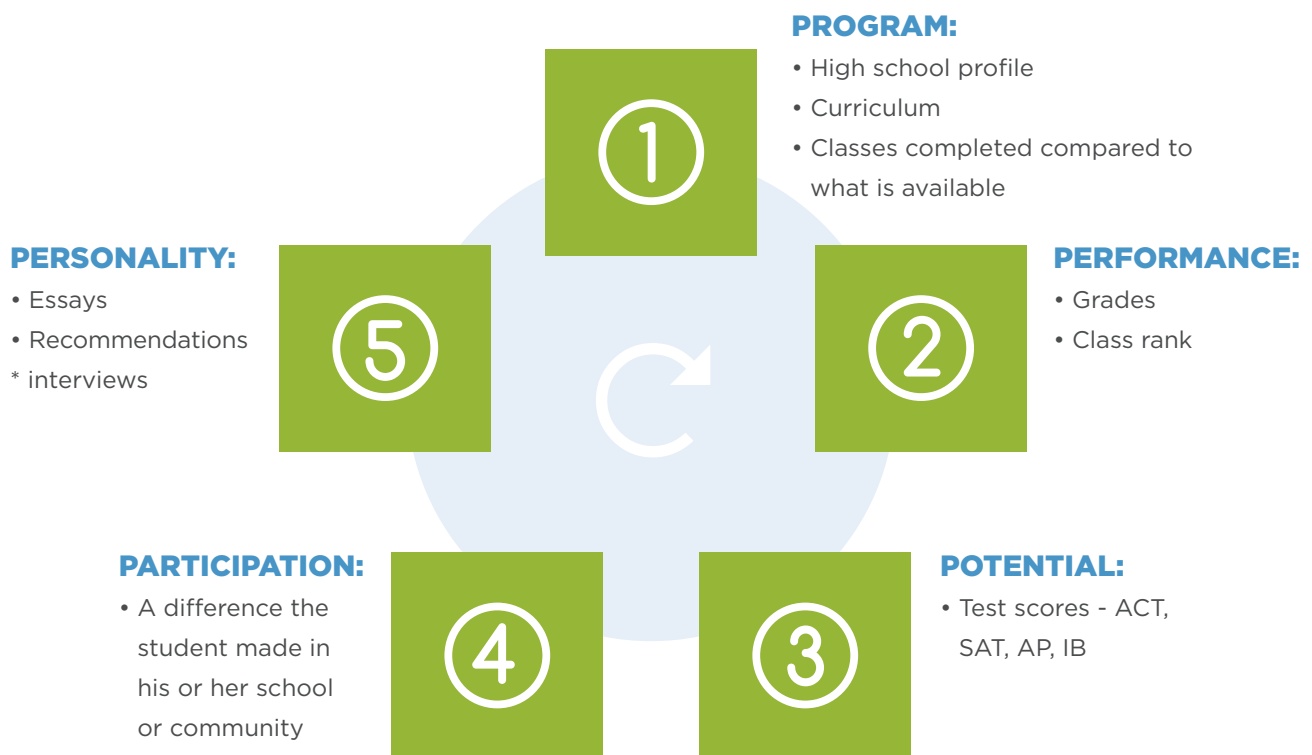 PROGRAM:
• High school profile
• Curriculum
• Classes completed compared to
what is available
1
PERFORMANCE:
• Grades
• Class rank
2
POTENTIAL:
• Test scores - ACT,
SAT, AP, IB
3
PARTICIPATION:
• A difference the
student made in
his or her school
or community
4
PERSONALITY:
• Essays
• Recommendations
* interviews
5